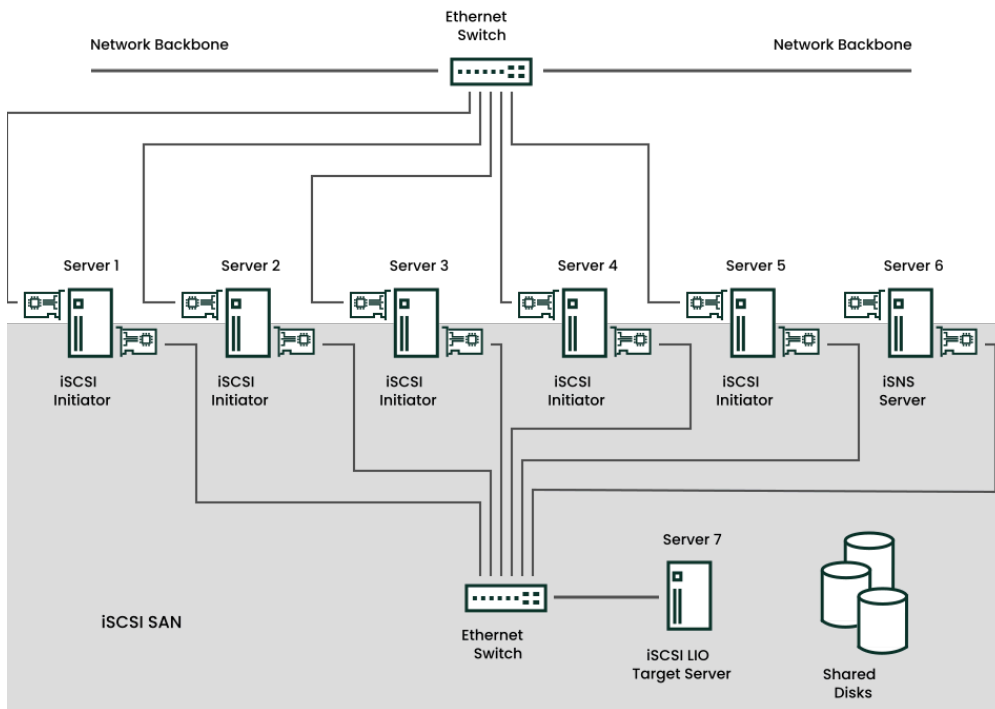 Ethernet
Switch
Network Backbone
Network Backbone
Server 1
Server 2
Server 3
Server 4
Server 5
Server 6
iSCSI
Initiator
iSCSI
Initiator
iSCSI
Initiator
iSCSI
Initiator
iSCSI
Initiator
iSNS
Server
Server 7
iSCSI SAN
Ethernet
Switch
iSCSI LIO
Target Server
Shared
Disks